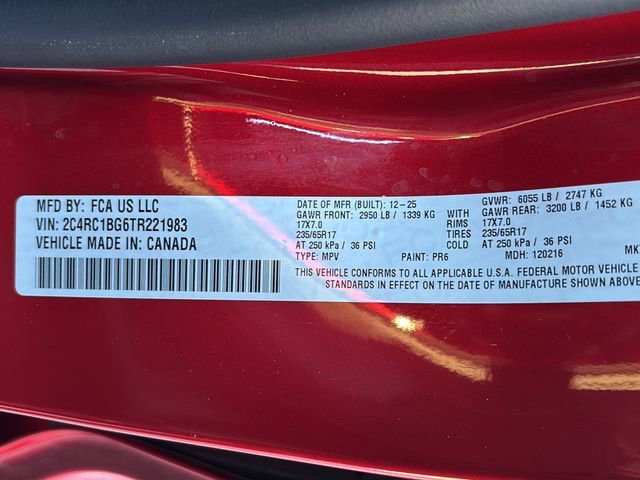 MFD BY: FCA US LLC
VIN: 2C4RC1BG6TR221983
VEHICLE MADE IN: CANADA
DATE OF MFR (BUILT): 12-25 GVWR: 6055 LB / 2747 KG
GAWR FRONT: 2950 LB / 1339 KG WITH GAWR REAR: 3200 LB / 1452 KG
17X7.0 RIMS 17X7.0
235/65R17 TIRES 235/65R17
AT 250 kPa / 36 PSI COLD AT 250 kPa / 36 PSI
TYPE: MPV PAINT: PR6 MDH: 120216 MK
THIS VEHICLE CONFORMS TO ALL APPLICABLE U.S.A. FEDERAL MOTOR VEHICLE
STANDARDS IN EFFECT ON THE DATE OF MANUFACTURE SHOWN ABOVE